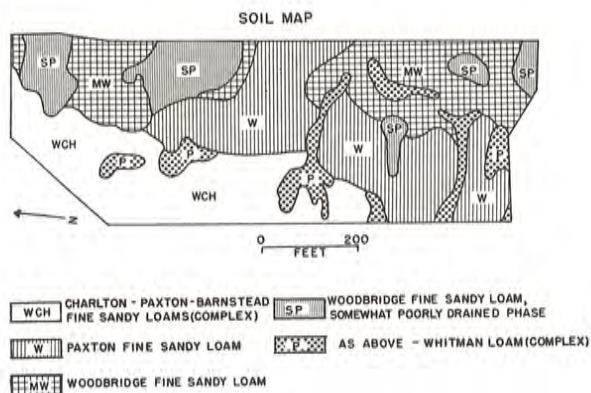 SOIL MAP
SP
MW
SP
W
MW
SP
SP
WCH
W
SP
W
P
P
P
P
W
WCH
N
0 200
FEET
WCH CHARLTON - PAXTON - BARNSTEAD
FINE SANDY LOAMS (COMPLEX)
SP WOODBRIDGE FINE SANDY LOAM,
SOMEWHAT POORLY DRAINED PHASE
W PAXTON FINE SANDY LOAM
P AS ABOVE - WHITMAN LOAM (COMPLEX)
MW WOODBRIDGE FINE SANDY LOAM